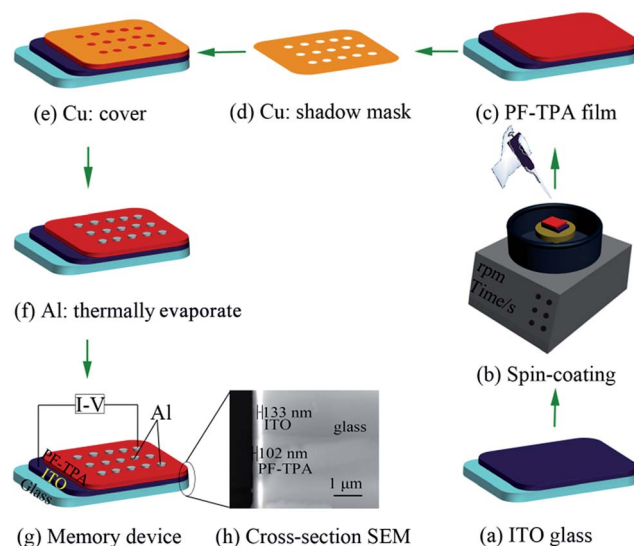 (e) Cu: cover
(d) Cu: shadow mask
(c) PF-TPA film
(f) Al: thermally evaporate
rpm
Time/s
(b) Spin-coating
I-V
Al
PF-TPA
ITO
Glass
133 nm
ITO
glass
102 nm
PF-TPA
1 μm
(g) Memory device
(h) Cross-section SEM
(a) ITO glass